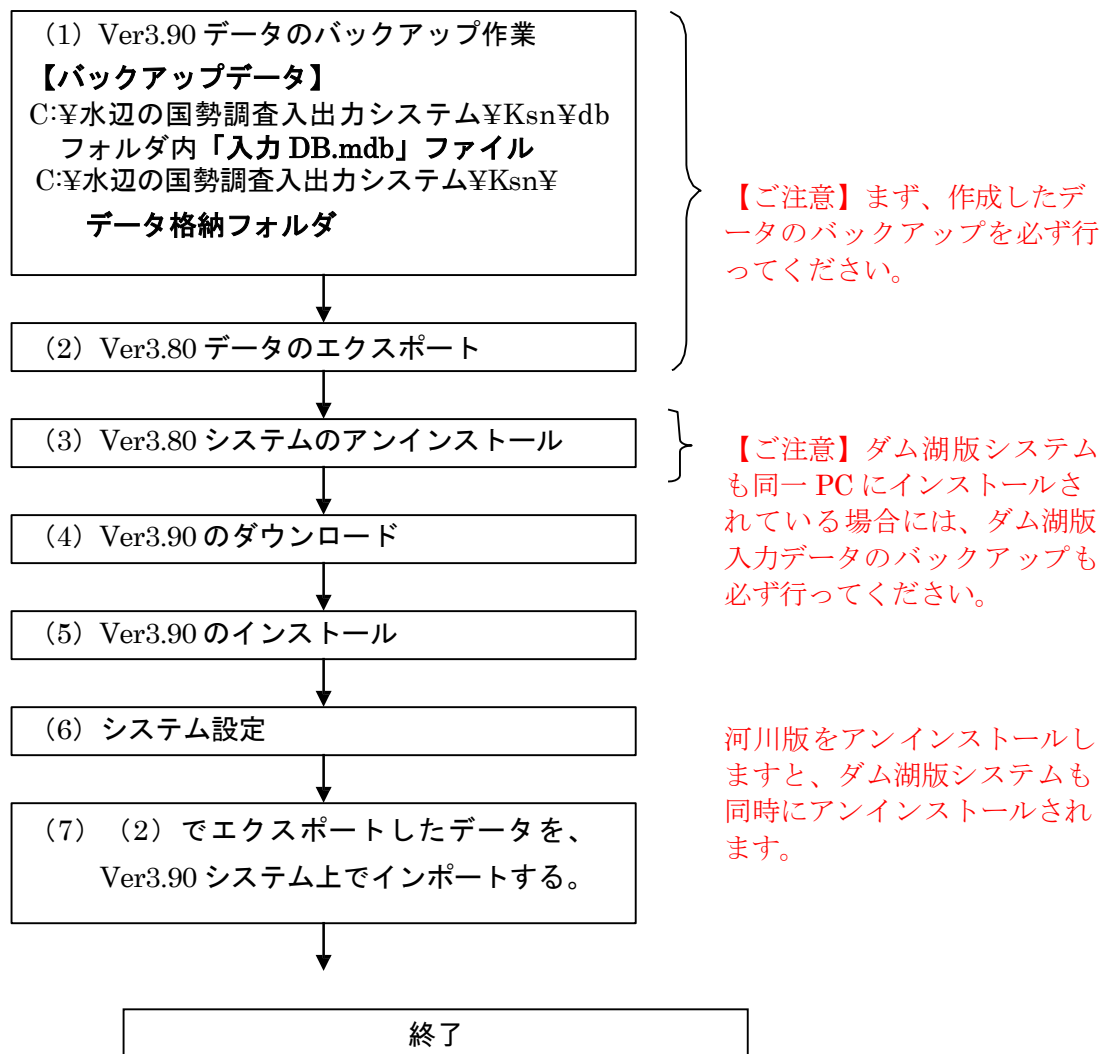 （1）Ver3.90 データのバックアップ作業
【バックアップデータ】
C:¥水辺の国勢調査入出力システム¥Ksn¥db
フォルダ内「入力 DB.mdb」ファイル
C:¥水辺の国勢調査入出力システム¥Ksn¥
データ格納フォルダ
【ご注意】まず、作成したデ
ータのバックアップを必ず行
ってください。
（2）Ver3.80 データのエクスポート
（3）Ver3.80 システムのアンインストール
【ご注意】ダム湖版システム
も同一 PC にインストールさ
れている場合には、ダム湖版
入力データのバックアップも
必ず行ってください。
（4）Ver3.90 のダウンロード
（5）Ver3.90 のインストール
（6）システム設定
河川版をアンインストールし
ますと、ダム湖版システムも
同時にアンインストールされ
ます。
（7）（2）でエクスポートしたデータを、
Ver3.90 システム上でインポートする。
終了